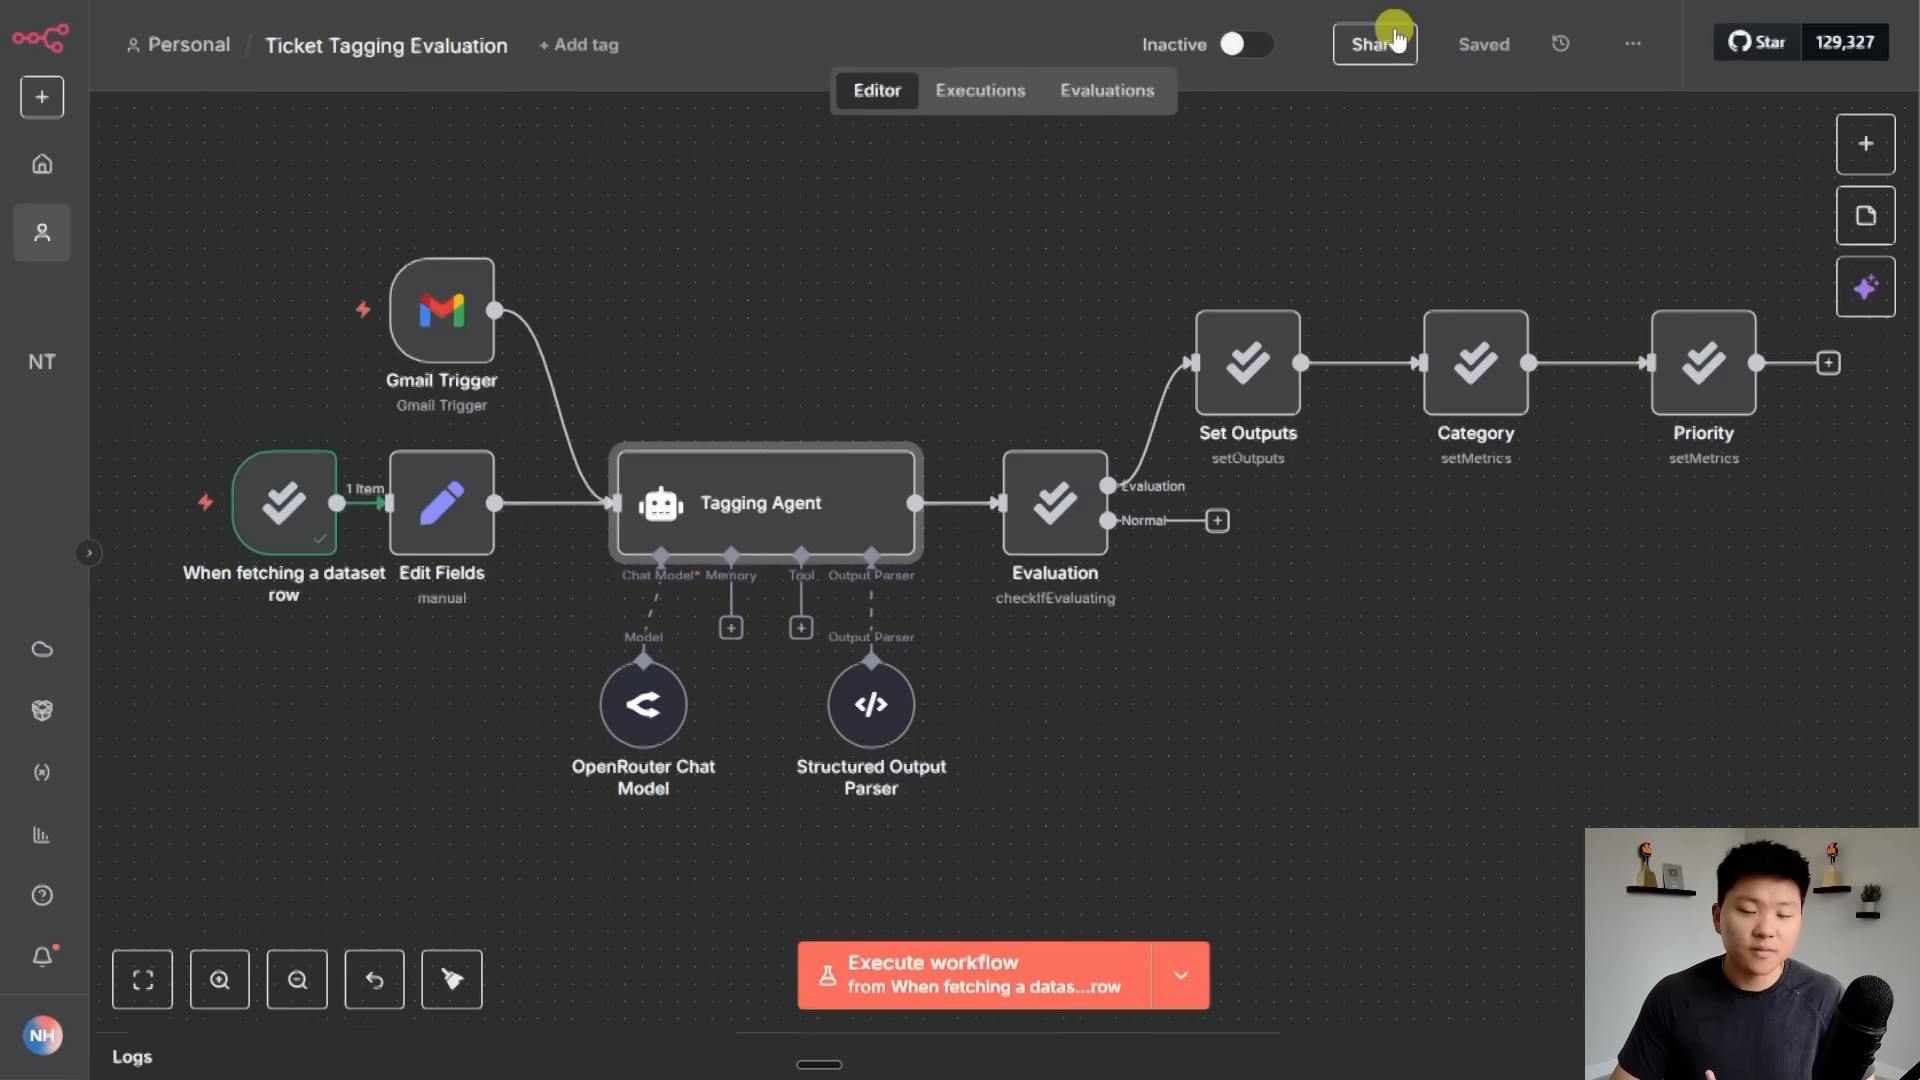 Personal / Ticket Tagging Evaluation + Add tag
Inactive
Saved
Star 129,327
Editor Executions Evaluations
NT
Gmail Trigger
Gmail Trigger
1 item
When fetching a dataset row
Edit Fields
manual
Tagging Agent
Chat Model* Memory Tool Output Parser
Model
Output Parser
OpenRouter Chat Model
Structured Output Parser
Evaluation
checkIfEvaluating
Evaluation
Normal
Set Outputs
setOutputs
Category
setMetrics
Priority
setMetrics
Execute workflow
from When fetching a datas...row
NH
Logs